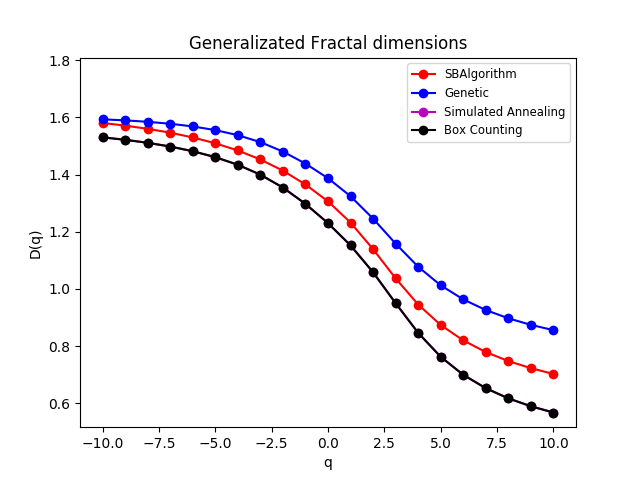 Generalizated Fractal dimensions
SBAlgorithm
Genetic
Simulated Annealing
Box Counting
D(q)
1.8
1.6
1.4
1.2
1.0
0.8
0.6
−10.0 −7.5 −5.0 −2.5 0.0 2.5 5.0 7.5 10.0
q